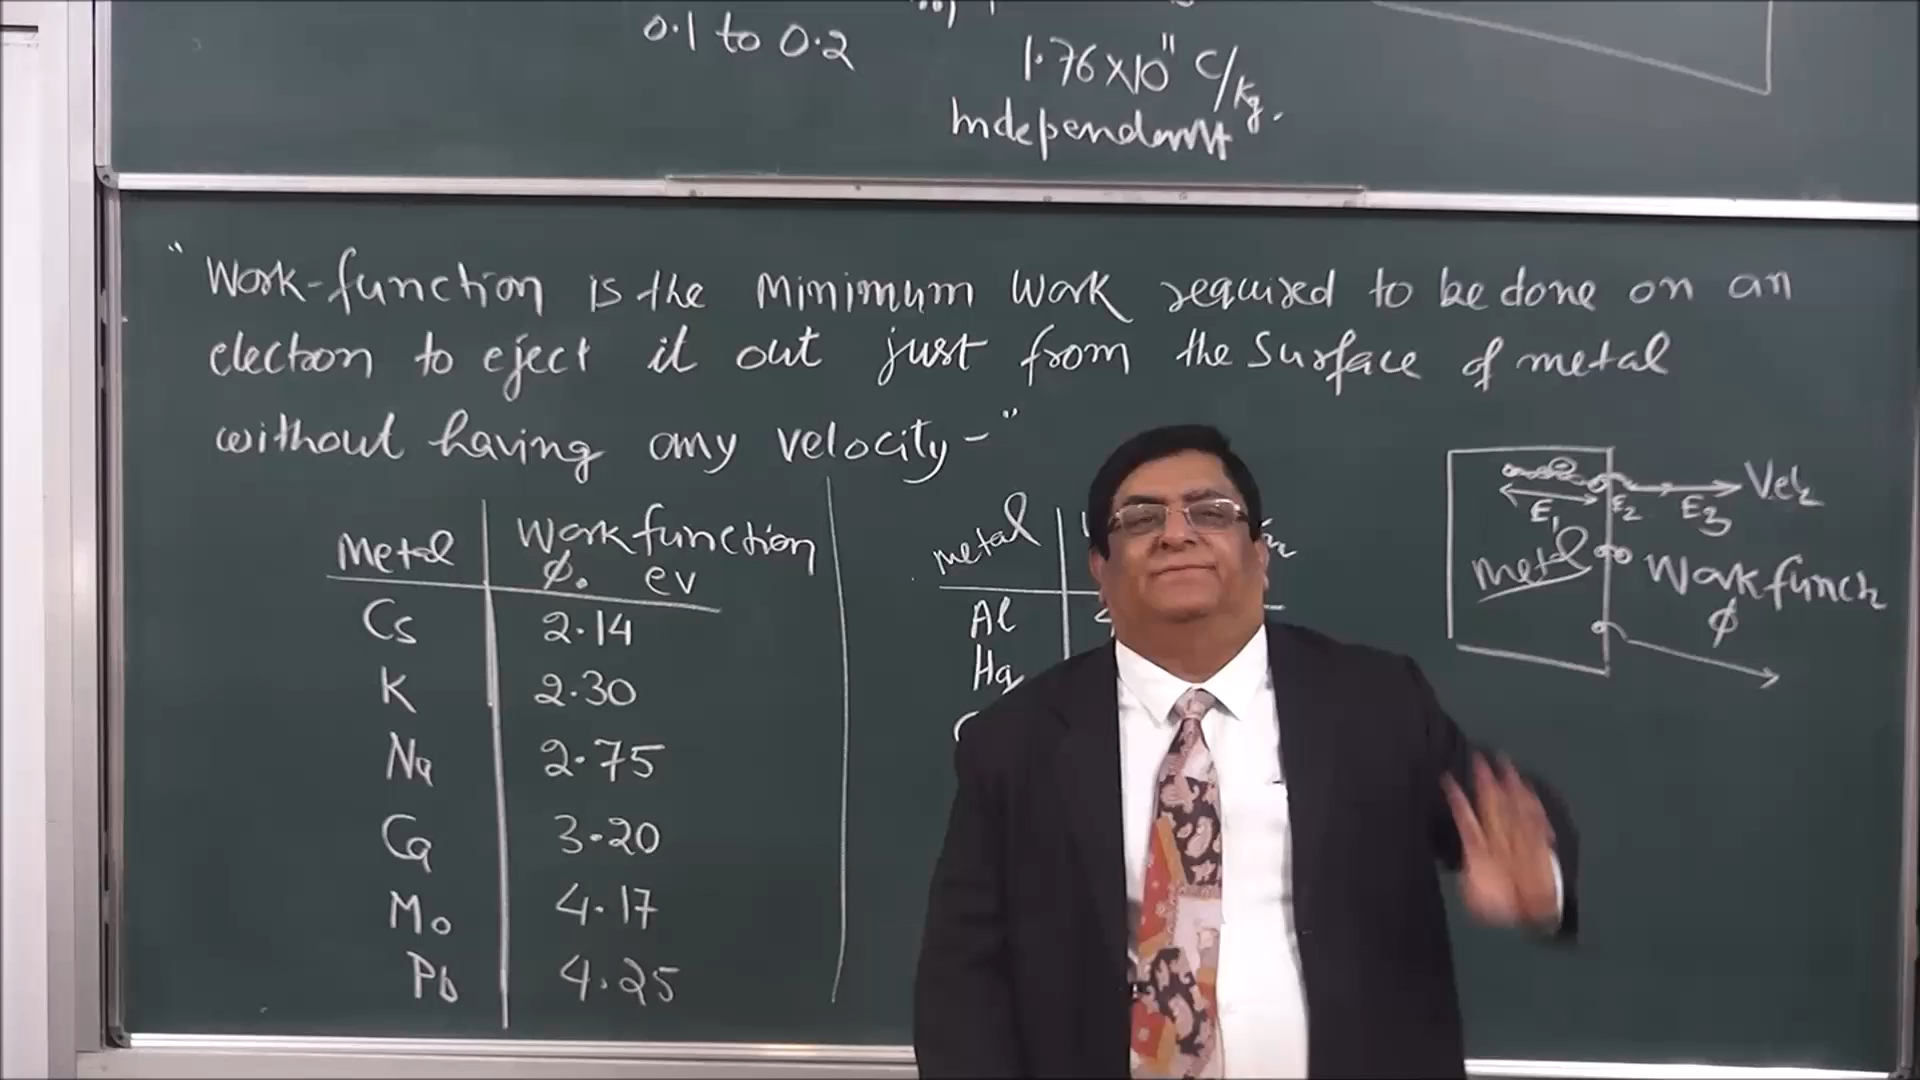 0.1 to 0.2
1.76×10¹¹ C/kg.
Independent
"Work-function is the minimum work required to be done on an
electron to eject it out just from the surface of metal
without having any velocity-"
Metal Work function
φ. ev
Cs 2.14
K 2.30
Na 2.75
Ca 3.20
Mo 4.17
Pb 4.25
metal
Al
Hg
E₁ E₂ E₃
metal
Work funcn
φ